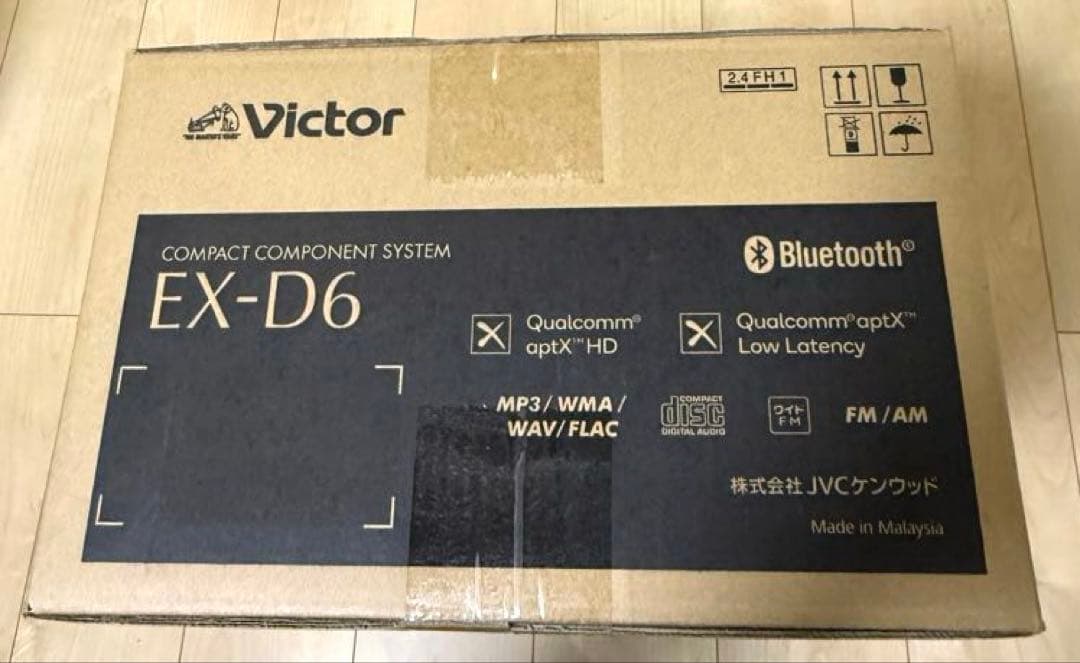 Victor
2.4 FH 1
COMPACT COMPONENT SYSTEM
EX-D6
Bluetooth®
Qualcomm®
aptX™ HD
Qualcomm® aptX™
Low Latency
MP3 / WMA /
WAV / FLAC
COMPACT
disc
DIGITAL AUDIO
ワイド
FM
FM / AM
株式会社 JVCケンウッド
Made in Malaysia